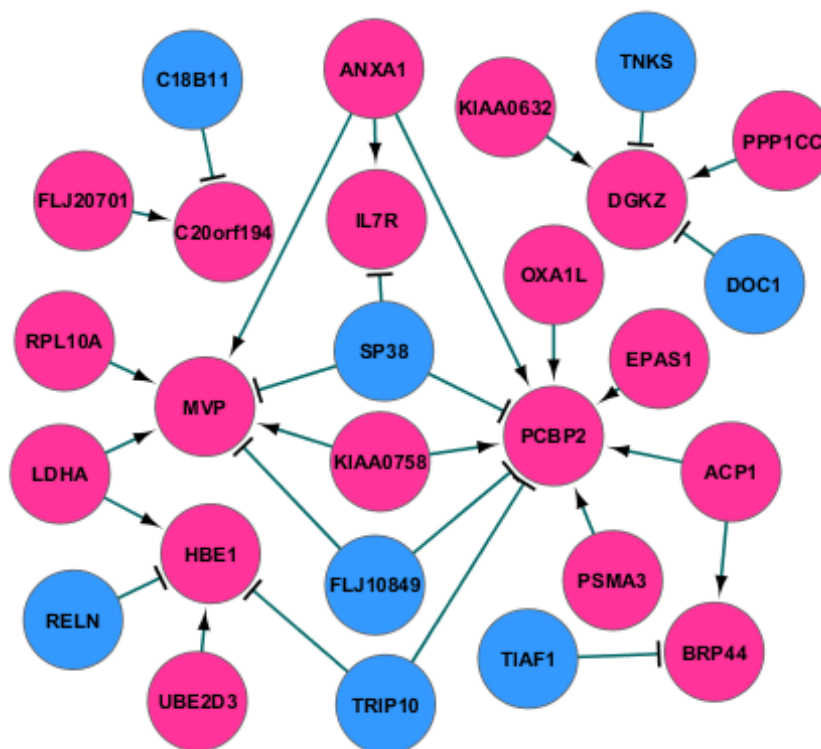 C18B11
ANXA1
TNKS
KIAA0632
PPP1CC
FLJ20701
C20orf194
IL7R
DGKZ
OXA1L
DOC1
RPL10A
SP38
EPAS1
MVP
PCBP2
LDHA
KIAA0758
ACP1
HBE1
FLJ10849
PSMA3
RELN
TIAF1
BRP44
UBE2D3
TRIP10